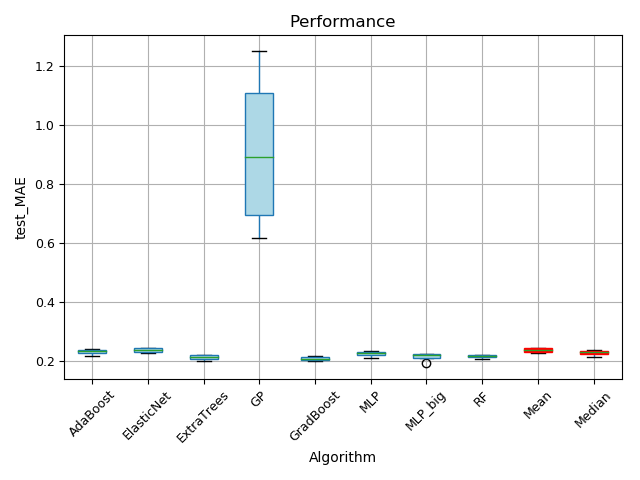 Performance
test_MAE
1.2
1.0
0.8
0.6
0.4
0.2
AdaBoost
ElasticNet
ExtraTrees
GP
GradBoost
MLP
MLP_big
RF
Mean
Median
Algorithm